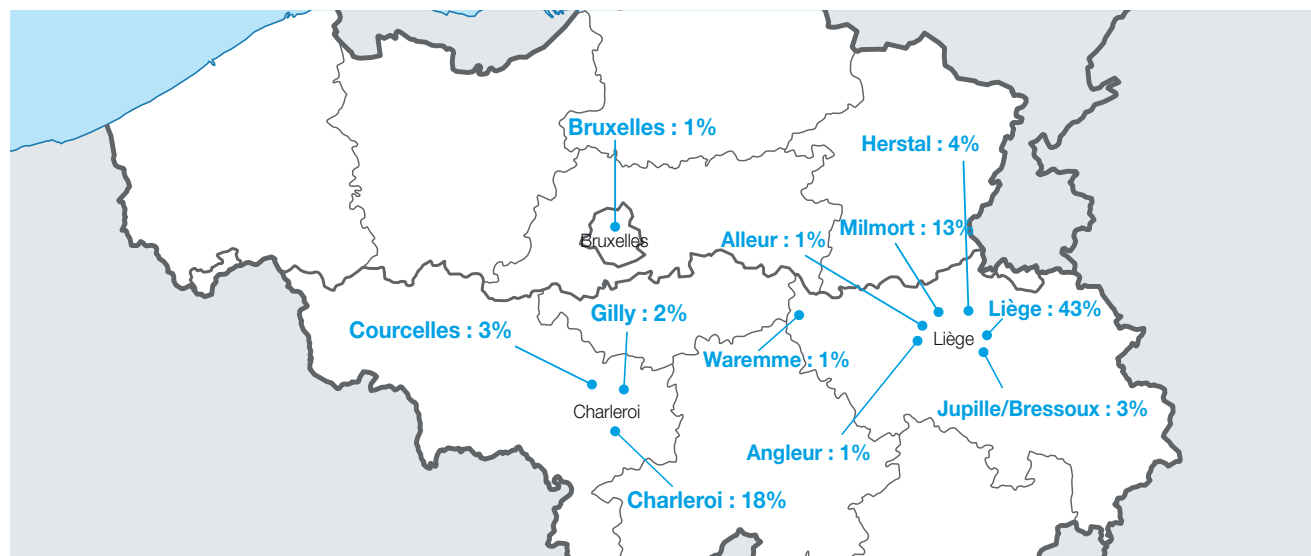 Bruxelles : 1%
Herstal : 4%
Milmort : 13%
Alleur : 1%
Bruxelles
Gilly : 2%
Liège : 43%
Courcelles : 3%
Liège
Waremme : 1%
Charleroi
Jupille/Bressoux : 3%
Angleur : 1%
Charleroi : 18%